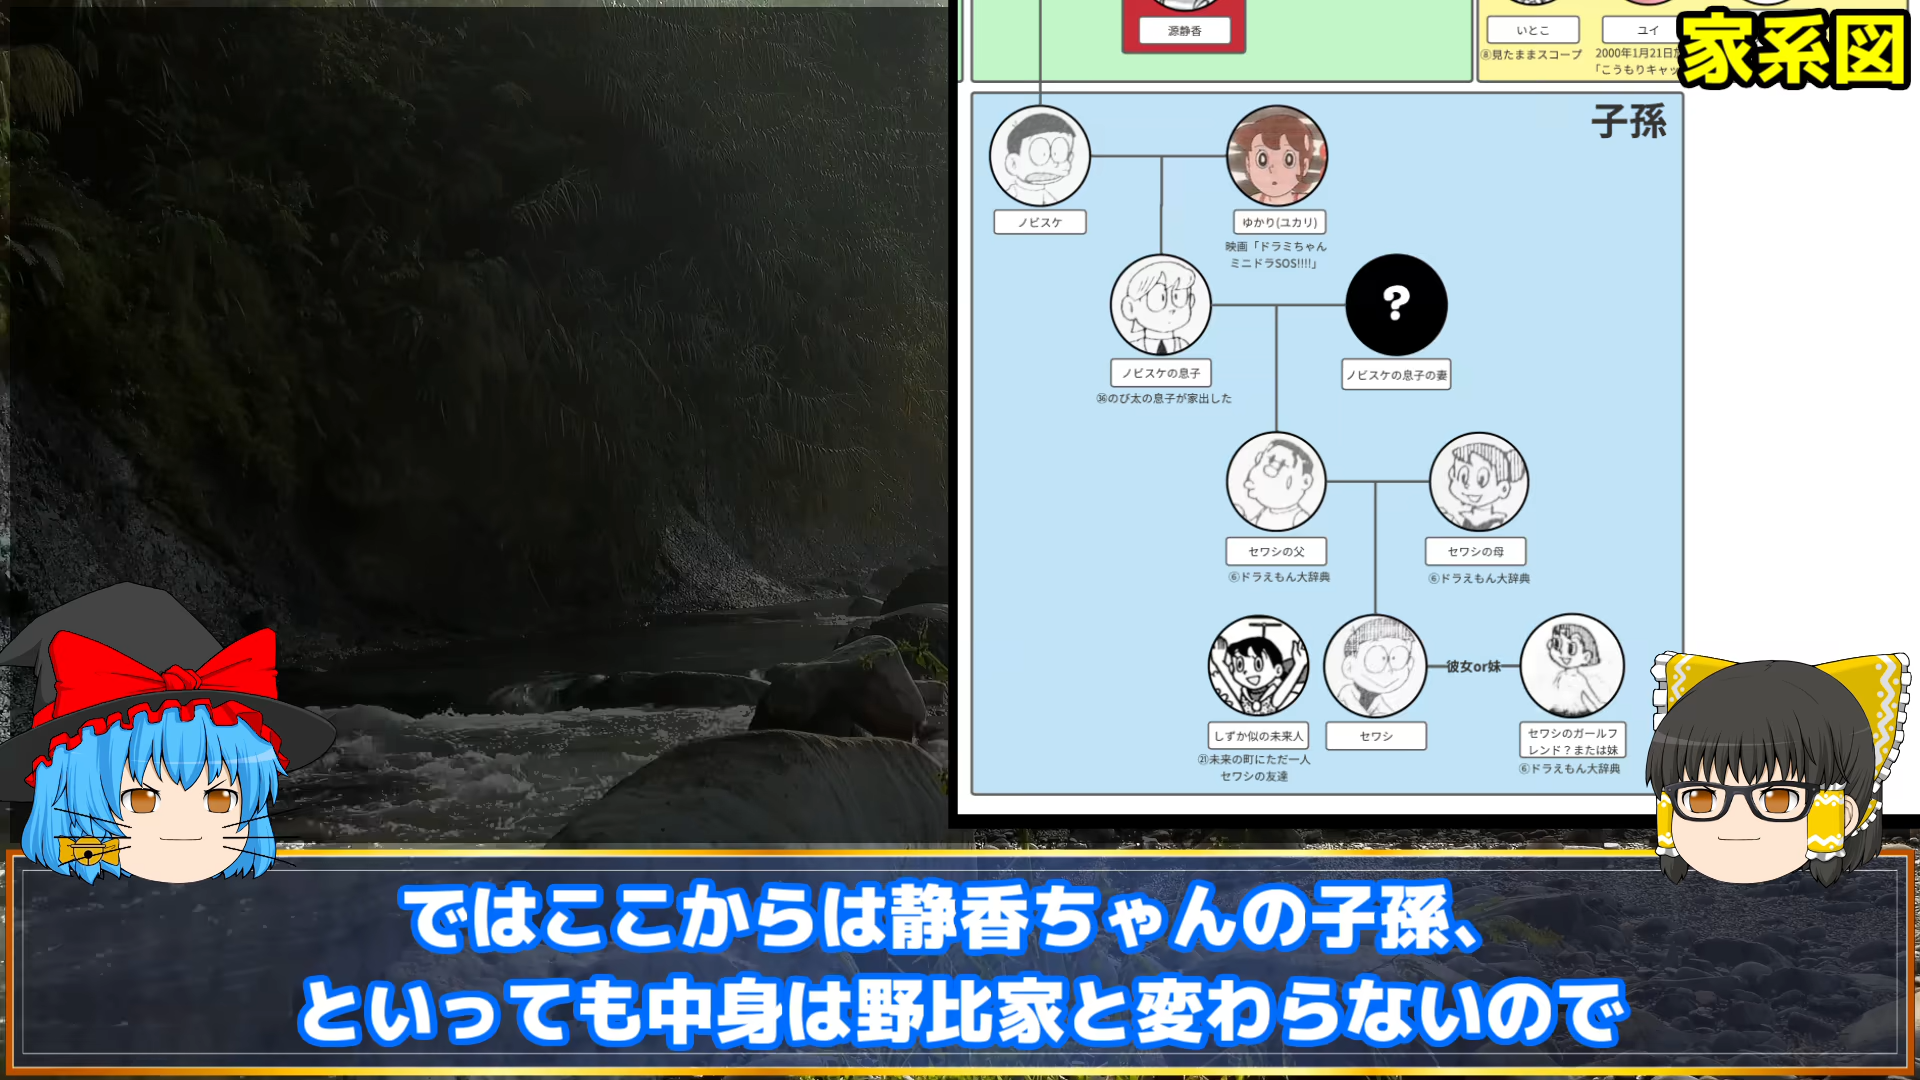 源静香
いとこ
⑧見たままスコープ
ユイ
2000年1月21日
「こうもりキャッ
家系図
子孫
ノビスケ
ゆかり(ユカリ)
映画「ドラミちゃん
ミニドラSOS!!!!」
?
ノビスケの息子
㊱のび太の息子が家出した
ノビスケの息子の妻
セワシの父
⑥ドラえもん大辞典
セワシの母
⑥ドラえもん大辞典
彼女or妹
しずか似の未来人
㉑未来の町にただ一人
セワシの友達
セワシ
セワシのガールフ
レンド？または妹
⑥ドラえもん大辞典
ではここからは静香ちゃんの子孫、
といっても中身は野比家と変わらないので